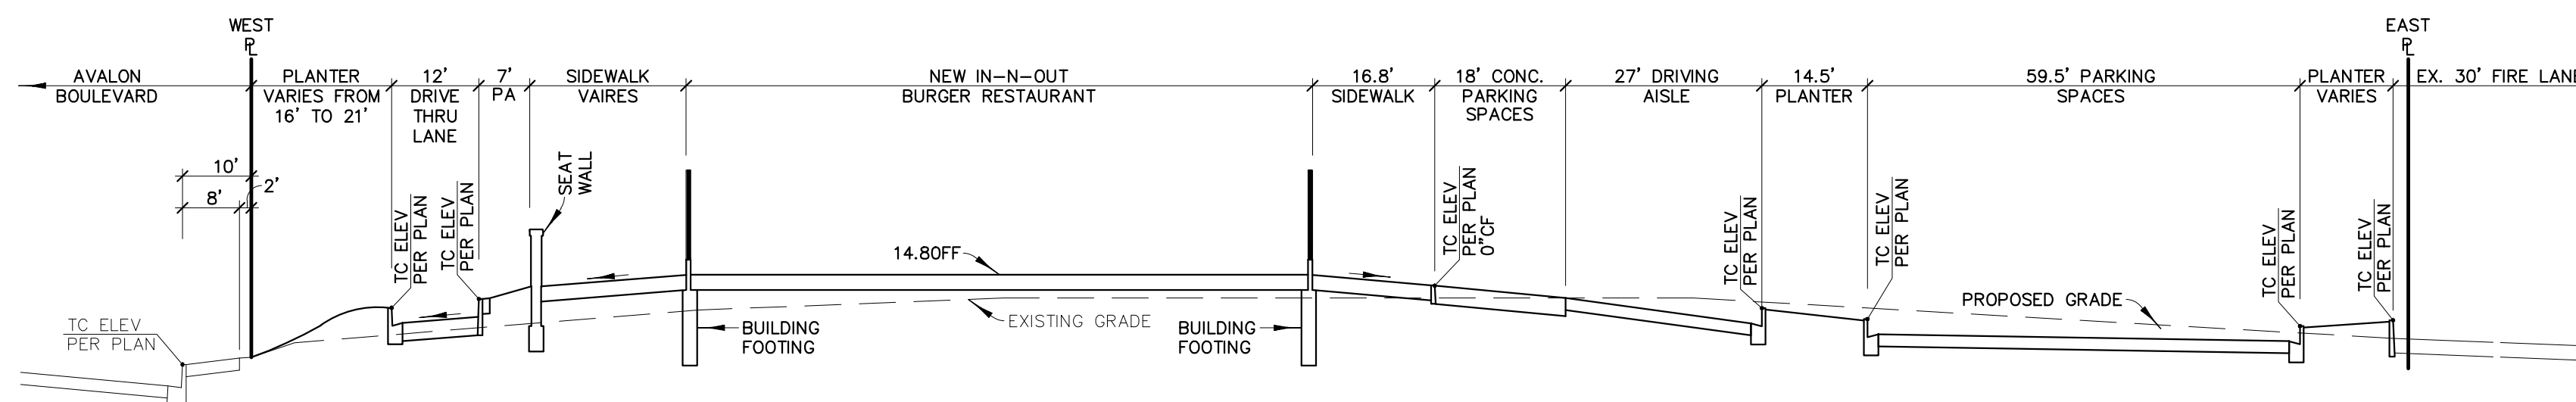 WEST
PL
EAST
PL
AVALON
BOULEVARD
PLANTER
VARIES FROM
16' TO 21'
12'
DRIVE
THRU
LANE
7'
PA
SIDEWALK
VAIRES
NEW IN-N-OUT
BURGER RESTAURANT
16.8'
SIDEWALK
18' CONC.
PARKING
SPACES
27' DRIVING
AISLE
14.5'
PLANTER
59.5' PARKING
SPACES
PLANTER
VARIES
EX. 30' FIRE LANE
10'
2'
8'
SEAT
WALL
TC ELEV
PER PLAN
TC ELEV
PER PLAN
TC ELEV
PER PLAN
0"CF
TC ELEV
PER PLAN
TC ELEV
PER PLAN
TC ELEV
PER PLAN
TC ELEV
PER PLAN
14.80FF
TC ELEV
PER PLAN
EXISTING GRADE
PROPOSED GRADE
BUILDING
FOOTING
BUILDING
FOOTING